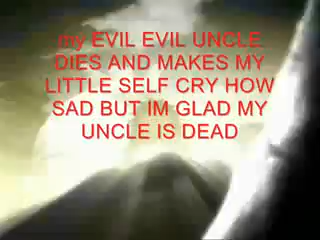 my EVIL EVIL UNCLE
DIES AND MAKES MY
LITTLE SELF CRY HOW
SAD BUT IM GLAD MY
UNCLE IS DEAD